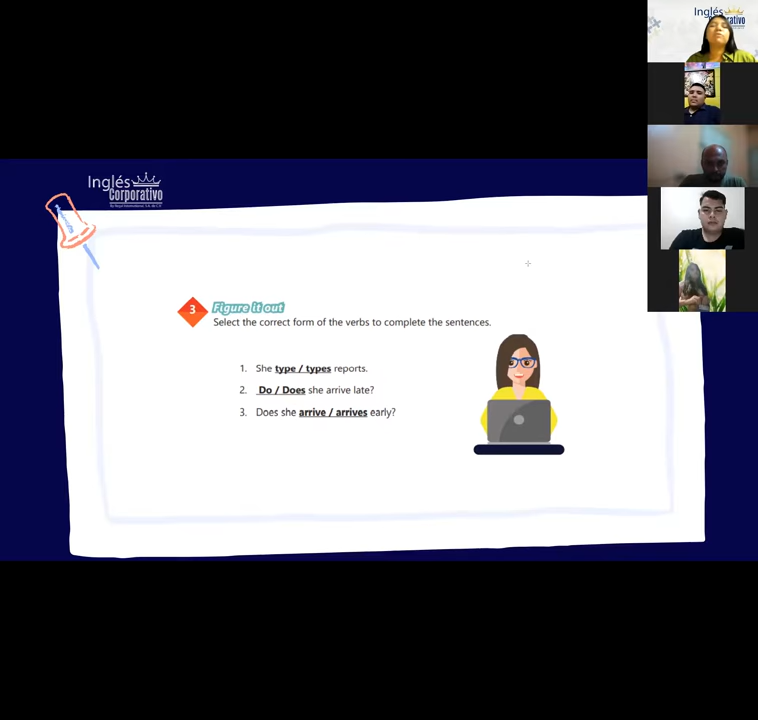 Inglés
Corporativo
Inglés
Corporativo
3
Figure it out
Select the correct form of the verbs to complete the sentences.
1. She type / types reports.
2. Do / Does she arrive late?
3. Does she arrive / arrives early?